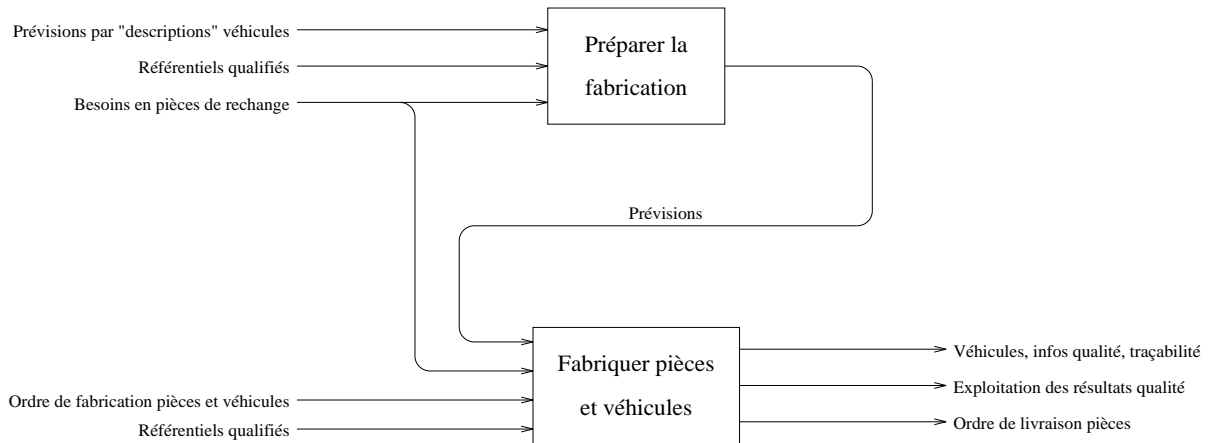 Prévisions par "descriptions" véhicules
Référentiels qualifiés
Besoins en pièces de rechange
Préparer la
fabrication
Prévisions
Fabriquer pièces
et véhicules
Ordre de fabrication pièces et véhicules
Référentiels qualifiés
Véhicules, infos qualité, traçabilité
Exploitation des résultats qualité
Ordre de livraison pièces